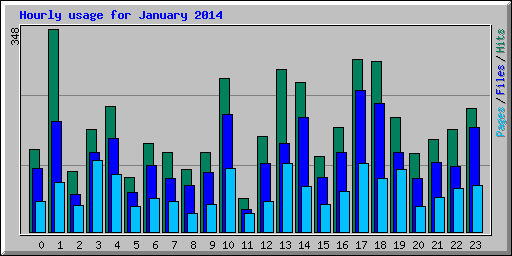 Hourly usage for January 2014
348
Pages/Files/Hits
0 1 2 3 4 5 6 7 8 9 10 11 12 13 14 15 16 17 18 19 20 21 22 23